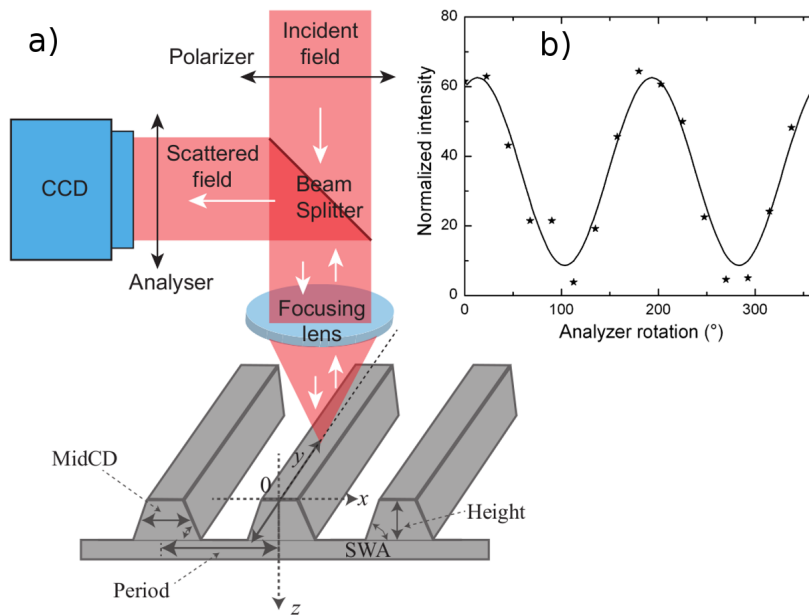 a)
Incident
field
Polarizer
CCD
Scattered
field
Beam
Splitter
Analyser
Focusing
lens
MidCD
y
0
x
Height
SWA
Period
z
b)
Normalized intensity
80
60
40
20
0
0
100
200
300
Analyzer rotation (°)